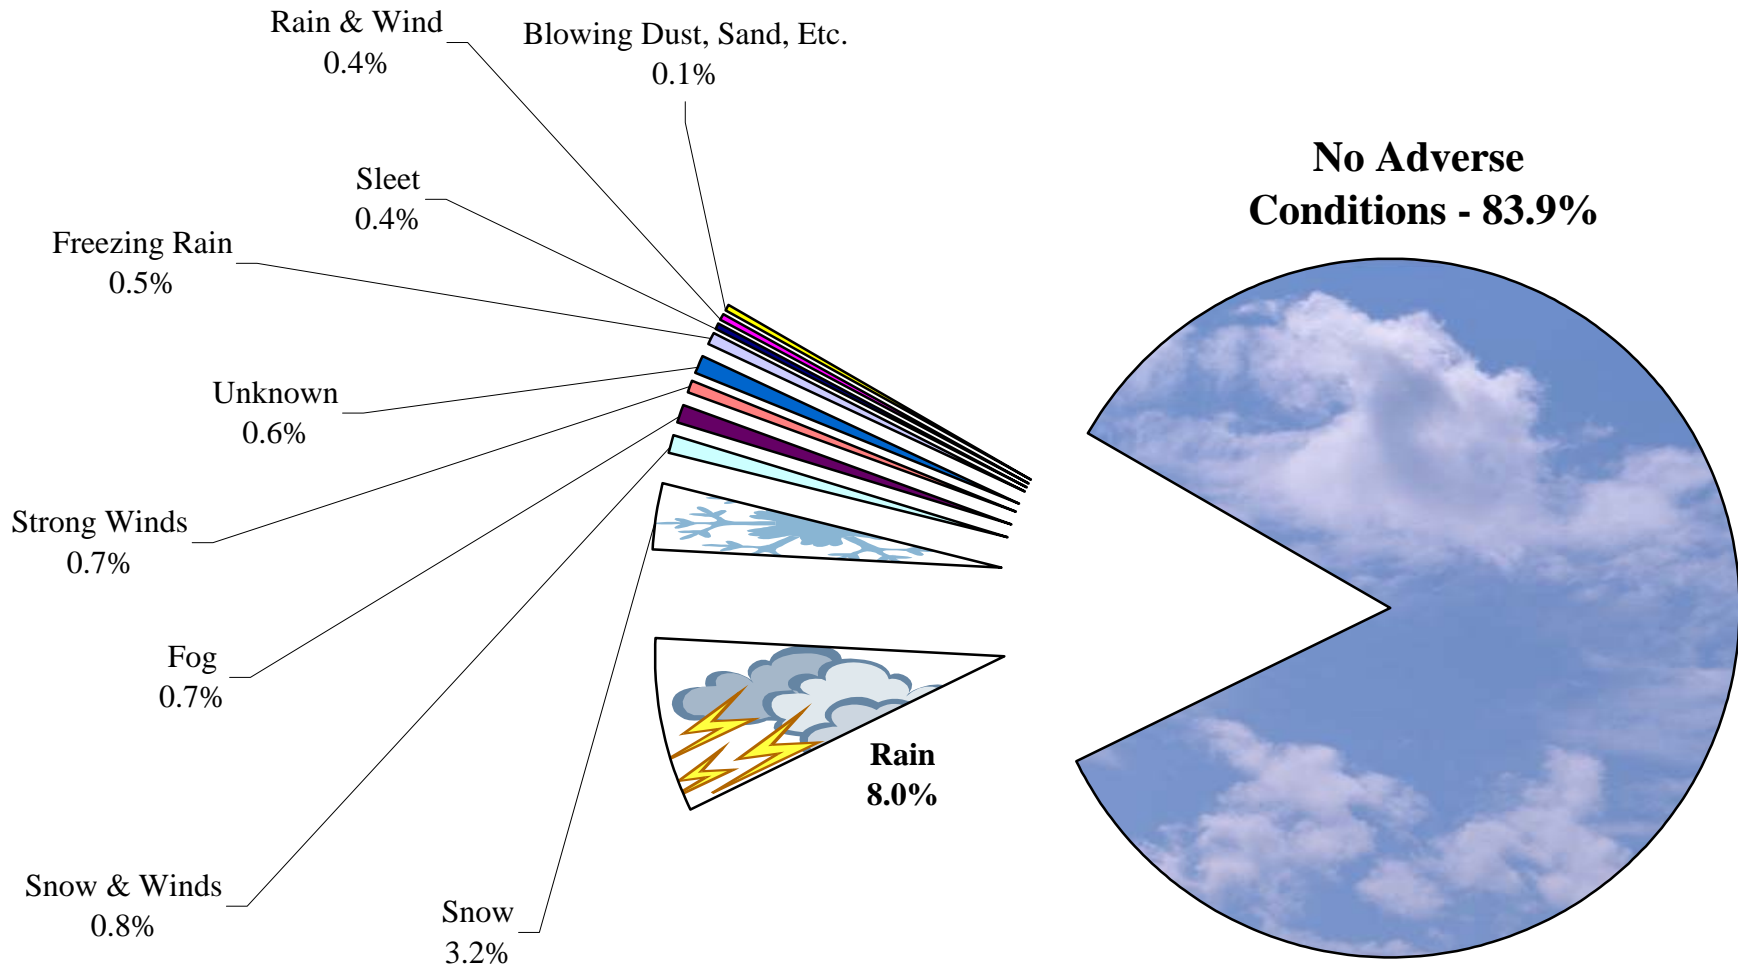 Rain & Wind
0.4%
Blowing Dust, Sand, Etc.
0.1%
No Adverse
Conditions - 83.9%
Sleet
0.4%
Freezing Rain
0.5%
Unknown
0.6%
Strong Winds
0.7%
Fog
0.7%
Rain
8.0%
Snow & Winds
0.8%
Snow
3.2%